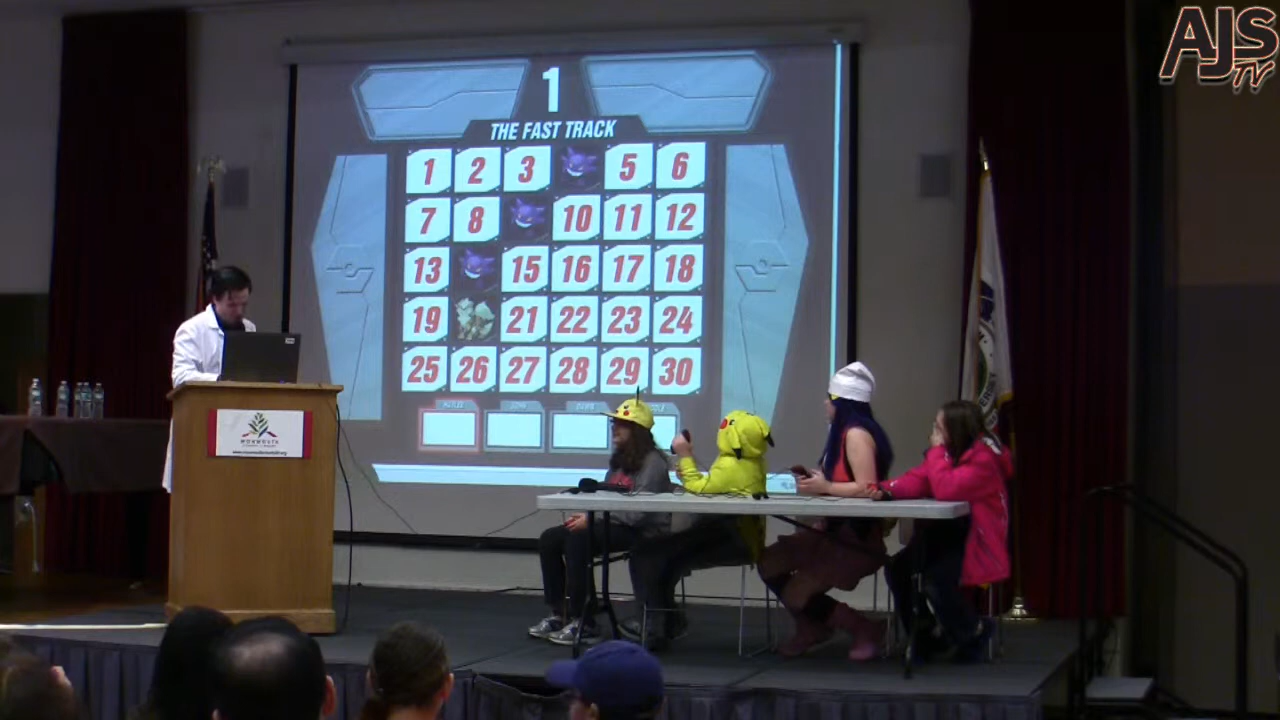 AJS
TV
1
THE FAST TRACK
1 2 3 5 6
7 8 10 11 12
13 15 16 17 18
19 21 22 23 24
25 26 27 28 29 30
MONMOUTH